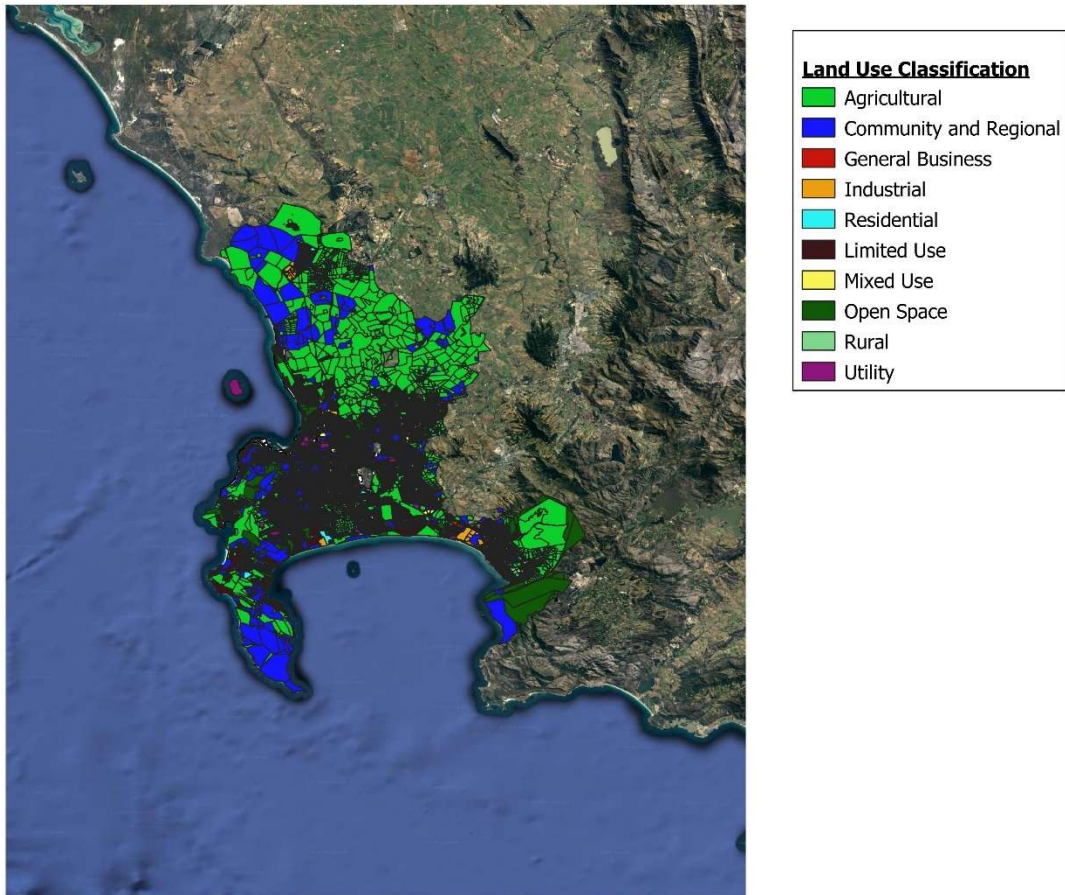 Land Use Classification
Agricultural
Community and Regional
General Business
Industrial
Residential
Limited Use
Mixed Use
Open Space
Rural
Utility